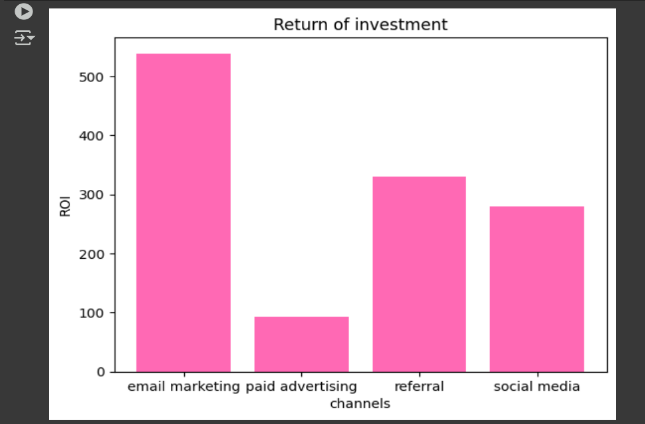 Return of investment
500
400
300
200
100
0
ROI
email marketing paid advertising referral social media
channels